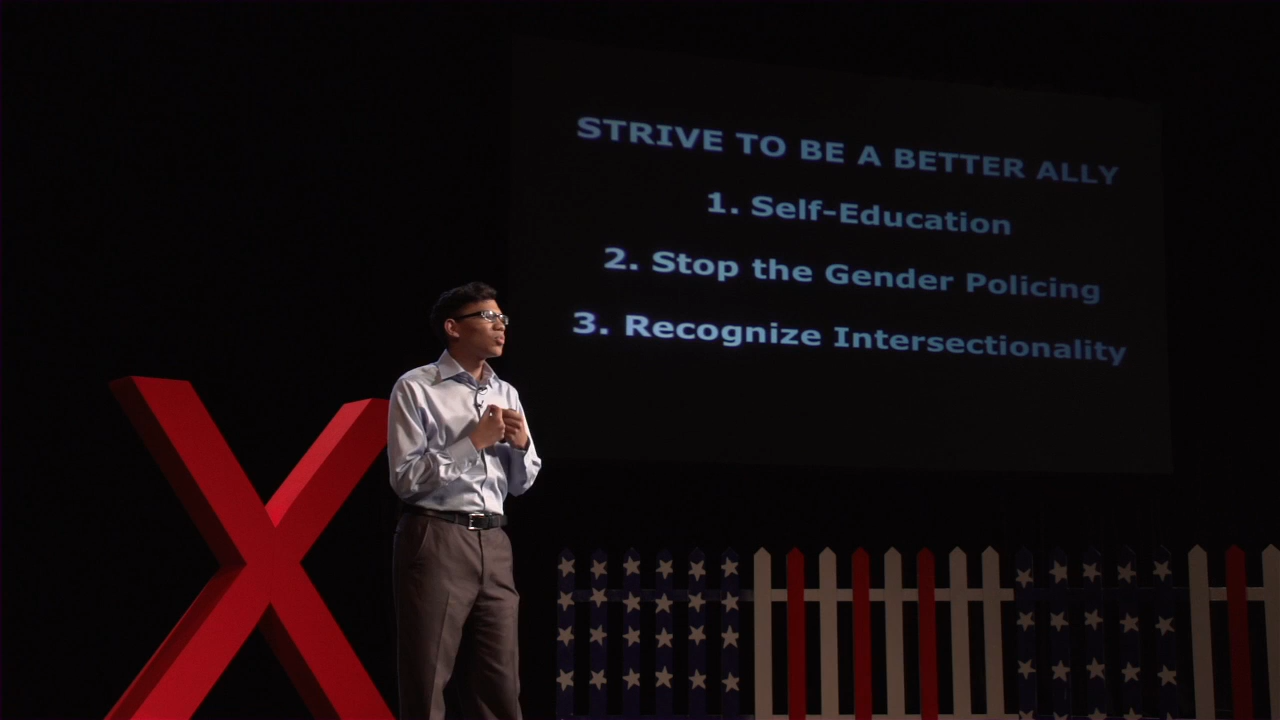 STRIVE TO BE A BETTER ALLY
1. Self-Education
2. Stop the Gender Policing
3. Recognize Intersectionality
X